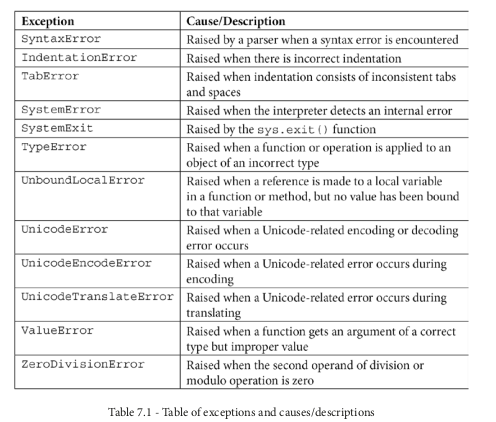 Exception Cause/Description
SyntaxError Raised by a parser when a syntax error is encountered
IndentationError Raised when there is incorrect indentation
TabError Raised when indentation consists of inconsistent tabs
and spaces
SystemError Raised when the interpreter detects an internal error
SystemExit Raised by the sys.exit() function
TypeError Raised when a function or operation is applied to an
object of an incorrect type
UnboundLocalError Raised when a reference is made to a local variable
in a function or method, but no value has been bound
to that variable
UnicodeError Raised when a Unicode-related encoding or decoding
error occurs
UnicodeEncodeError Raised when a Unicode-related error occurs during
encoding
UnicodeTranslateError Raised when a Unicode-related error occurs during
translating
ValueError Raised when a function gets an argument of a correct
type but improper value
ZeroDivisionError Raised when the second operand of division or
modulo operation is zero
Table 7.1 - Table of exceptions and causes/descriptions